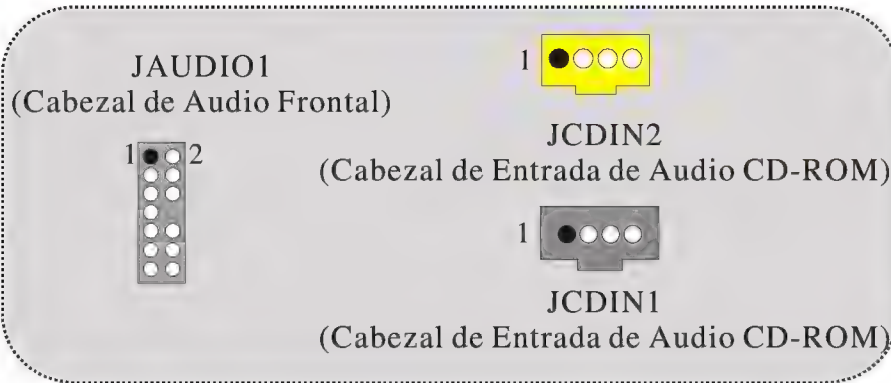 JAUDIO1
(Cabezal de Audio Frontal)
1 2
1
JCDIN2
(Cabezal de Entrada de Audio CD-ROM)
1
JCDIN1
(Cabezal de Entrada de Audio CD-ROM)